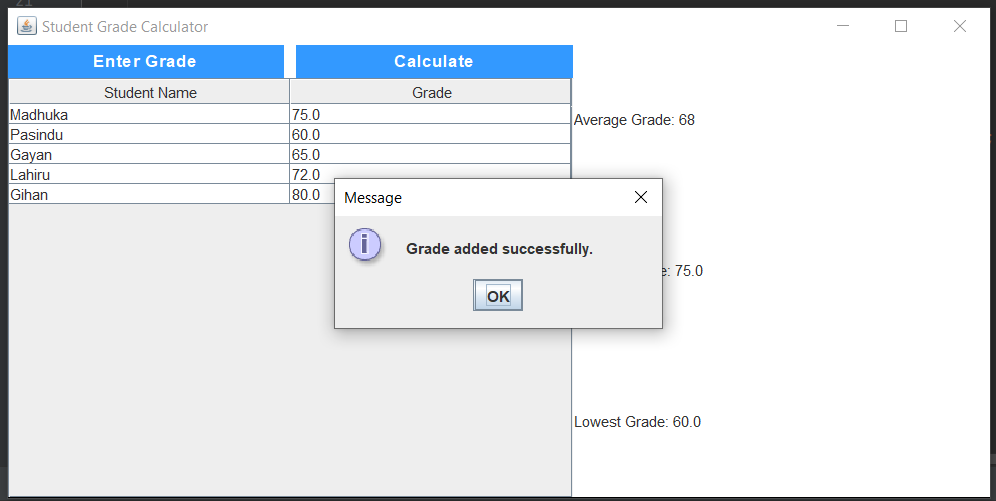 21
Student Grade Calculator
Enter Grade Calculate
Student Name Grade
Madhuka 75.0
Pasindu 60.0
Gayan 65.0
Lahiru 72.0
Gihan 80.0
Average Grade: 68
75.0
Lowest Grade: 60.0
Message
Grade added successfully.
OK